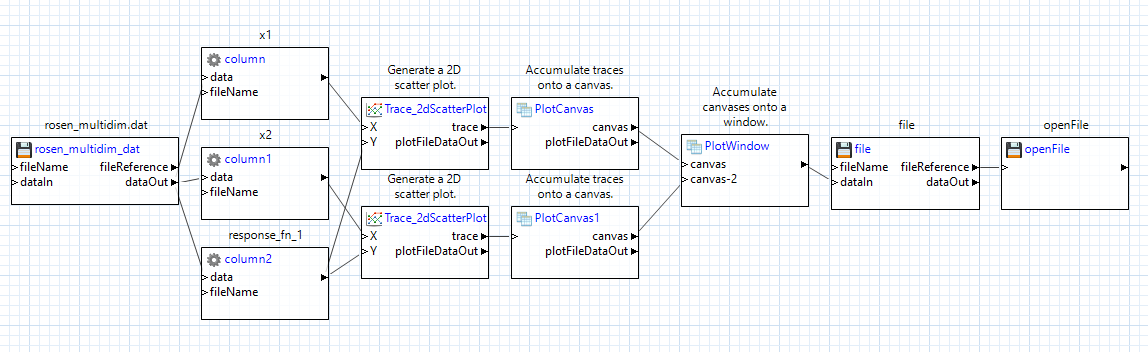 rosen_multidim.dat
rosen_multidim_dat
fileName
fileReference
dataIn
dataOut
x1
column
data
fileName
x2
column1
data
fileName
response_fn_1
column2
data
fileName
Generate a 2D
scatter plot.
Trace_2dScatterPlot
X
trace
Y
plotFileDataOut
Generate a 2D
scatter plot.
Trace_2dScatterPlot
X
trace
Y
plotFileDataOut
Accumulate traces
onto a canvas.
PlotCanvas
canvas
plotFileDataOut
Accumulate traces
onto a canvas.
PlotCanvas1
canvas
plotFileDataOut
Accumulate
canvases onto a
window.
PlotWindow
canvas
canvas-2
file
file
fileName
fileReference
dataIn
dataOut
openFile
openFile